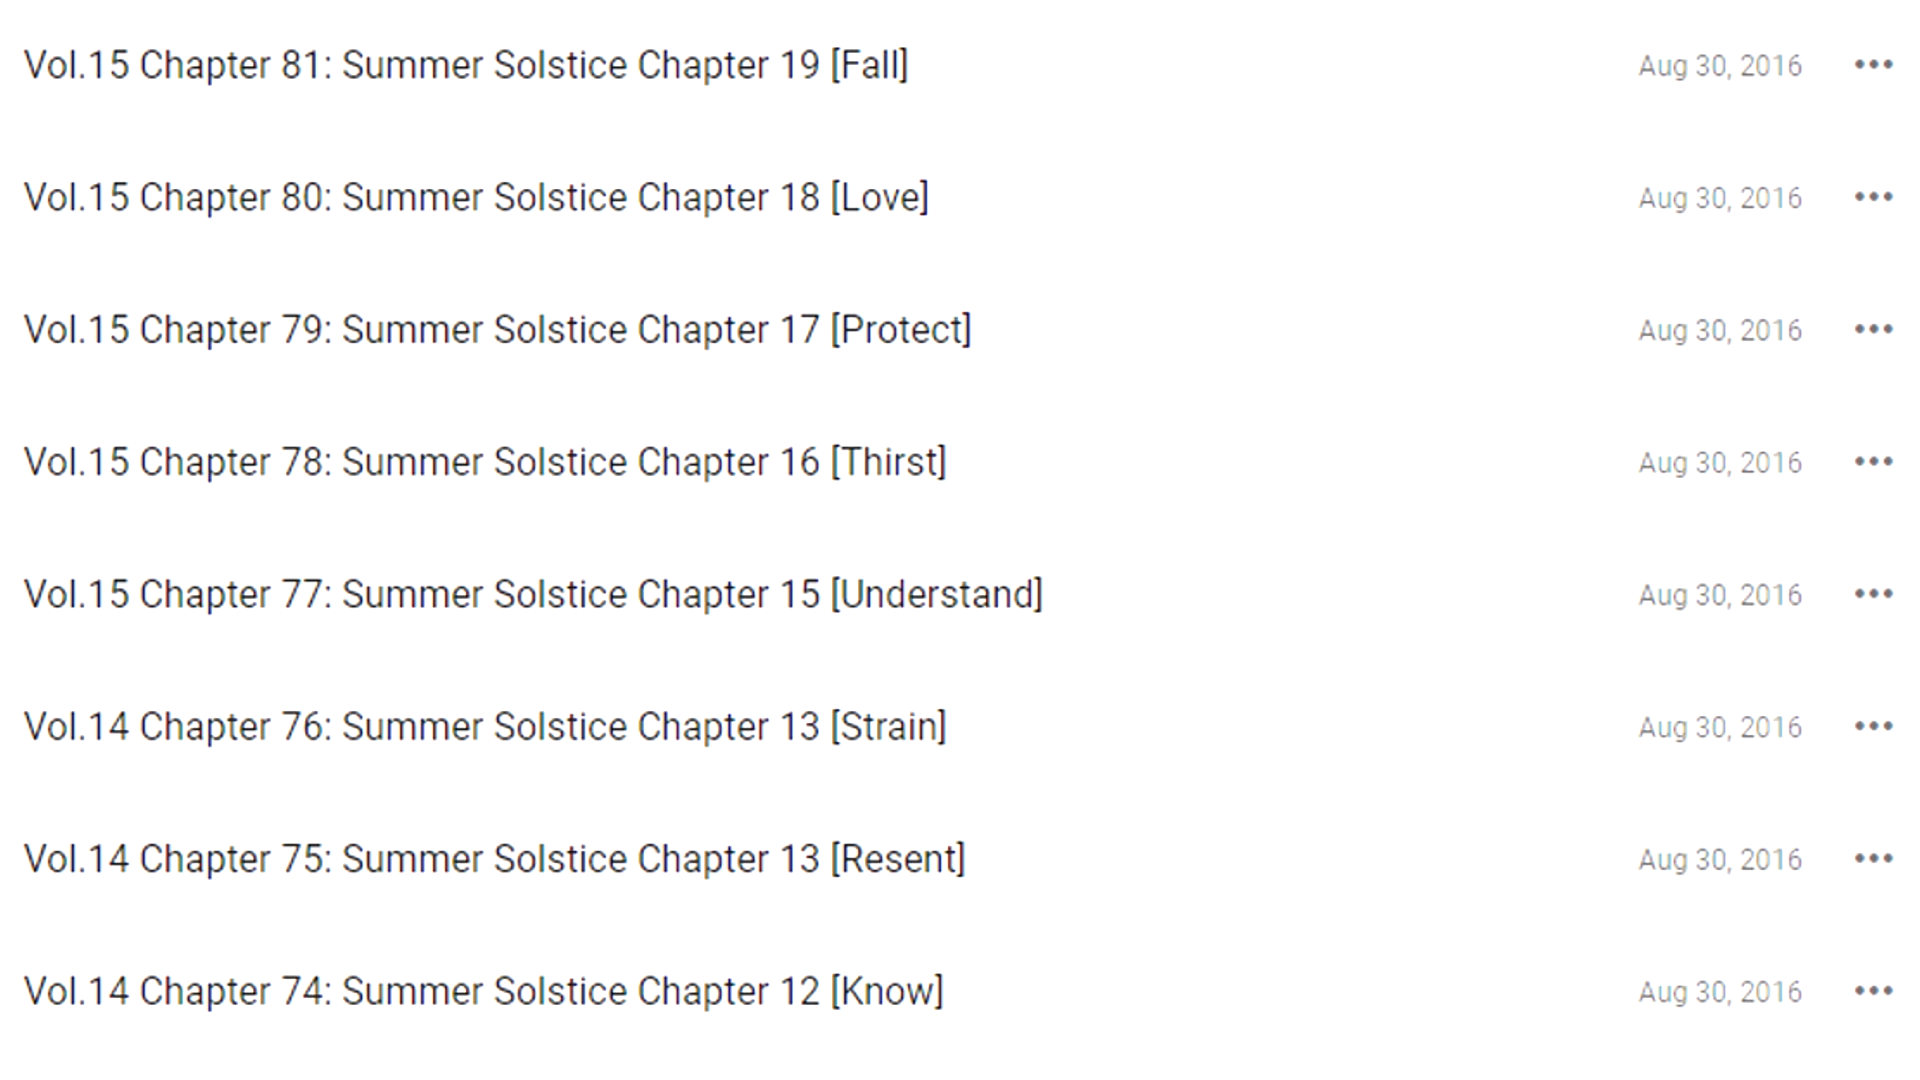 Vol.15 Chapter 81: Summer Solstice Chapter 19 [Fall] Aug 30, 2016
Vol.15 Chapter 80: Summer Solstice Chapter 18 [Love] Aug 30, 2016
Vol.15 Chapter 79: Summer Solstice Chapter 17 [Protect] Aug 30, 2016
Vol.15 Chapter 78: Summer Solstice Chapter 16 [Thirst] Aug 30, 2016
Vol.15 Chapter 77: Summer Solstice Chapter 15 [Understand] Aug 30, 2016
Vol.14 Chapter 76: Summer Solstice Chapter 13 [Strain] Aug 30, 2016
Vol.14 Chapter 75: Summer Solstice Chapter 13 [Resent] Aug 30, 2016
Vol.14 Chapter 74: Summer Solstice Chapter 12 [Know] Aug 30, 2016